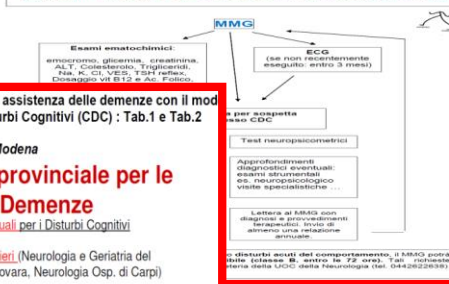 MMG
Esami ematochimici:
emocromo, glicemia, creatinina,
ALT, Colesterolo, Trigliceridi,
Na, K, Cl, VES, TSH reflex,
Dosaggio vit B12 e Ac. Folico,
ECG
(se non recentemente
eseguito: entro 3 mesi)
assistenza delle demenze con il mod
urbi Cognitivi (CDC) : Tab.1 e Tab.2
Modena
provinciale per le
Demenze
uali per i Disturbi Cognitivi
ieri (Neurologia e Geriatria del
ovara, Neurologia Osp. di Carpi)
a per sospetta
sso CDC
Test neuropsicometrici
Approfondimenti
diagnostici eventuali:
esami strumentali
es. neuropsicologico
visite specialistiche ...
Lettera al MMG con
diagnosi e provvedimenti
terapeutici. Invio di
almeno una relazione
annuale.
disturbi acuti del comportamento, il MMG potrà
ibile (classe B, entro le 72 ore). Tali richieste
eteria della UOC della Neurologia (tel. 0442622638)